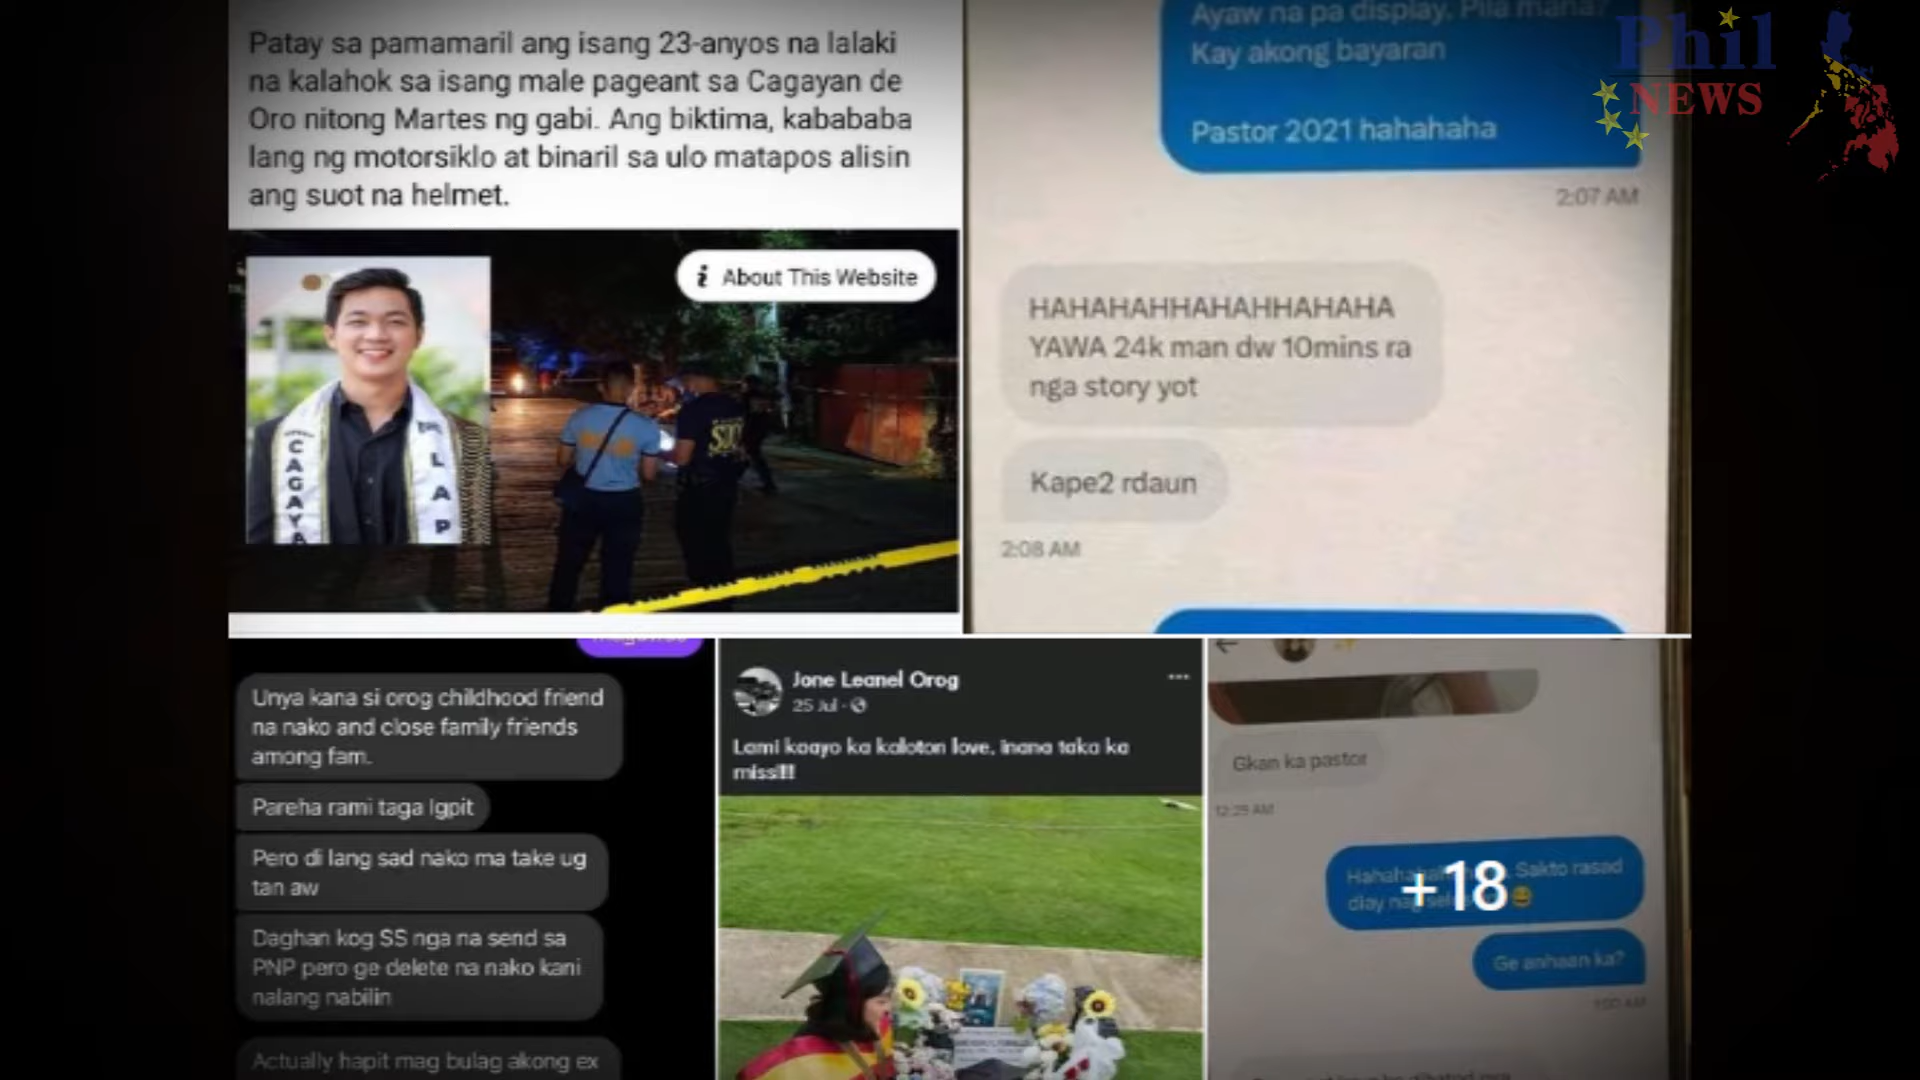 Patay sa pamamaril ang isang 23-anyos na lalaki
na kalahok sa isang male pageant sa Cagayan de
Oro nitong Martes ng gabi. Ang biktima, kabababa
lang ng motorsiklo at binaril sa ulo matapos alisin
ang suot na helmet.
i About This Website
CAGAYA
LAP
Ayaw na pa display. Pila mana?
Kay akong bayaran
Pastor 2021 hahahaha
2:07 AM
HAHAHAHHAHAHHAHAHA
YAWA 24k man dw 10mins ra
nga story yot
Kape2 rdaun
2:08 AM
Phil
NEWS
Unya kana si orog childhood friend
na nako and close family friends
among fam.
Pareha rami taga Igpit
Pero di lang sad nako ma take ug
tan aw
Daghan kog SS nga na send sa
PNP pero ge delete na nako kani
nalang nabilin
Actually hapit mag bulag akong ex
Jone Leanel Orog
25 Jul
Lami kaayo ka kaloton love, inana taka ka
miss!!!!
Gkan ka pastor
12:25 AM
Sakto rasad
diay
+18
Ge anhaan ka?